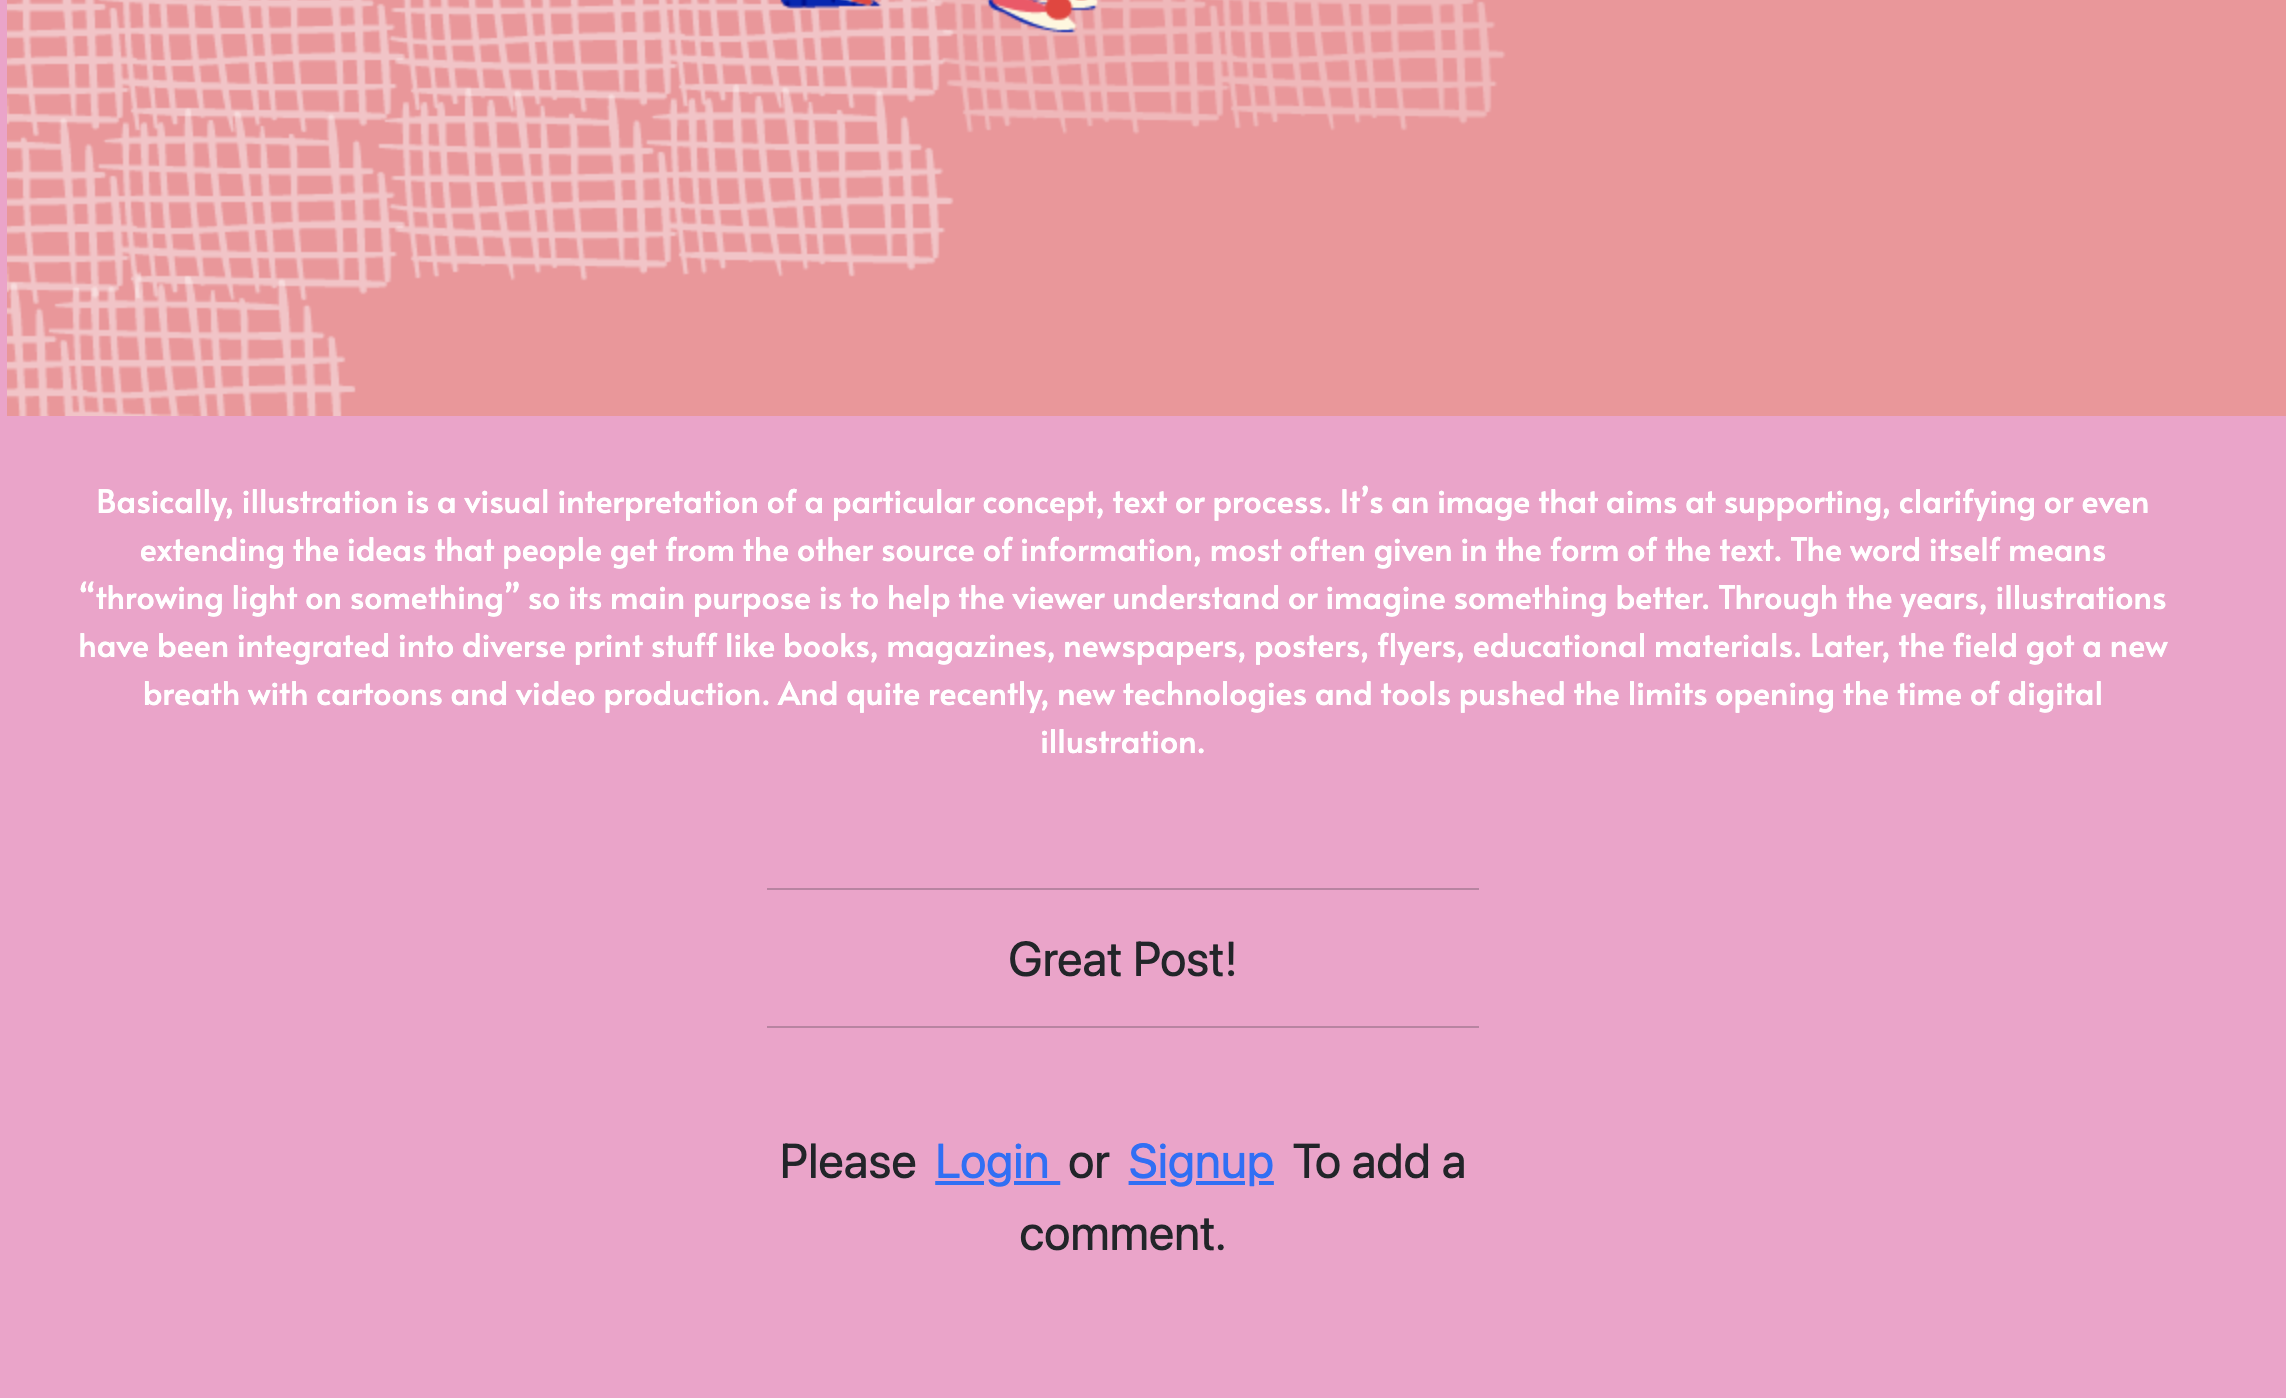 Basically, illustration is a visual interpretation of a particular concept, text or process. It’s an image that aims at supporting, clarifying or even
extending the ideas that people get from the other source of information, most often given in the form of the text. The word itself means
“throwing light on something” so its main purpose is to help the viewer understand or imagine something better. Through the years, illustrations
have been integrated into diverse print stuff like books, magazines, newspapers, posters, flyers, educational materials. Later, the field got a new
breath with cartoons and video production. And quite recently, new technologies and tools pushed the limits opening the time of digital
illustration.
Great Post!
Please Login or Signup To add a
comment.